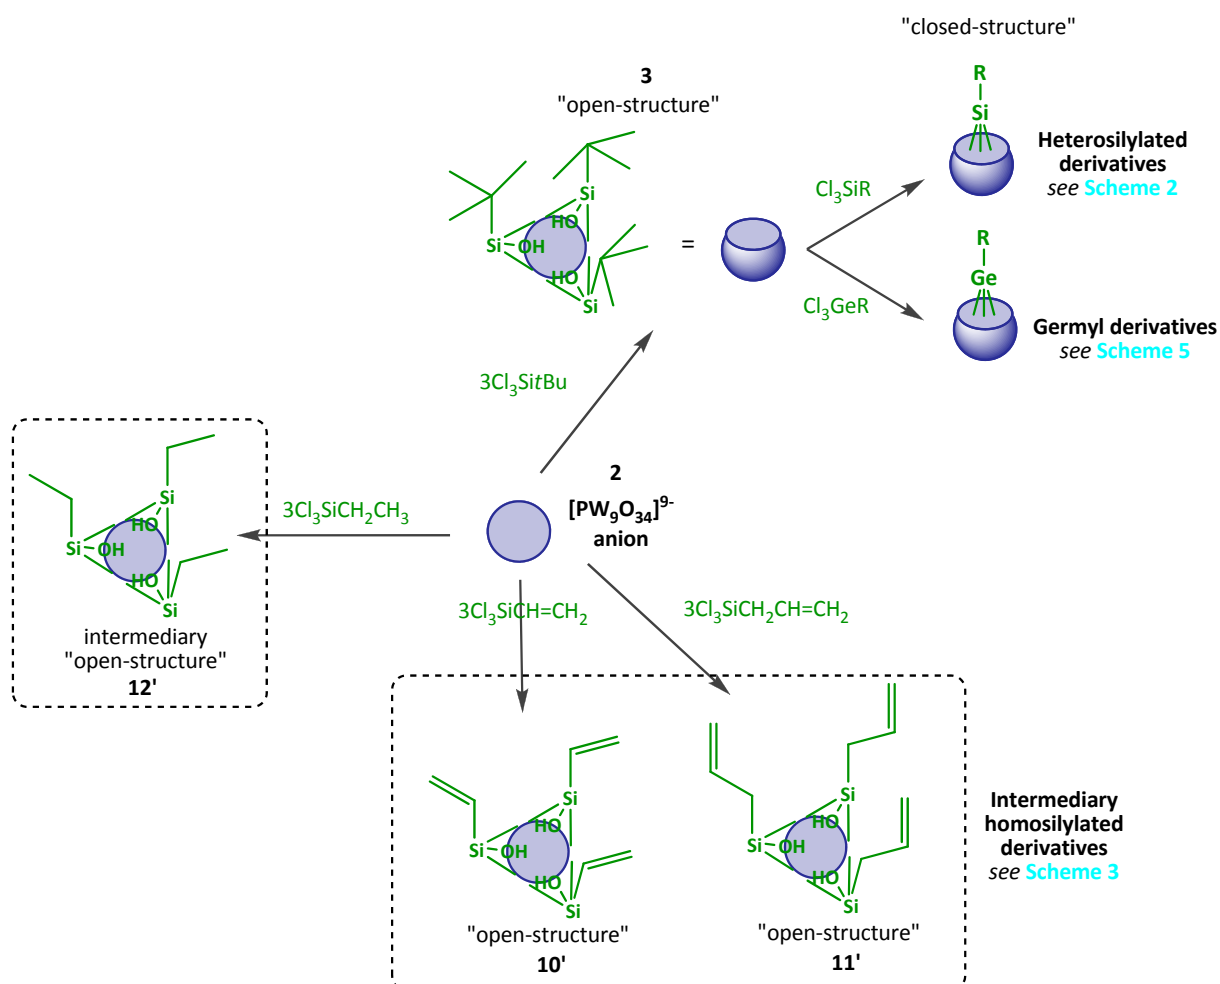 "closed-structure"
3
"open-structure"
R
Si
Heterosilylated
derivatives
see Scheme 2
Cl₃SiR
Si
HO
Si
OH
HO
Si
=
R
Ge
Cl₃GeR
Germyl derivatives
see Scheme 5
3Cl₃SitBu
2
[PW₉O₃₄]⁹⁻
anion
3Cl₃SiCH₂CH₃
Si
HO
Si
OH
HO
Si
intermediary
"open-structure"
12'
3Cl₃SiCH=CH₂
3Cl₃SiCH₂CH=CH₂
Si
HO
Si
OH
HO
Si
"open-structure"
10'
Si
HO
Si
OH
HO
Si
"open-structure"
11'
Intermediary
homosilylated
derivatives
see Scheme 3